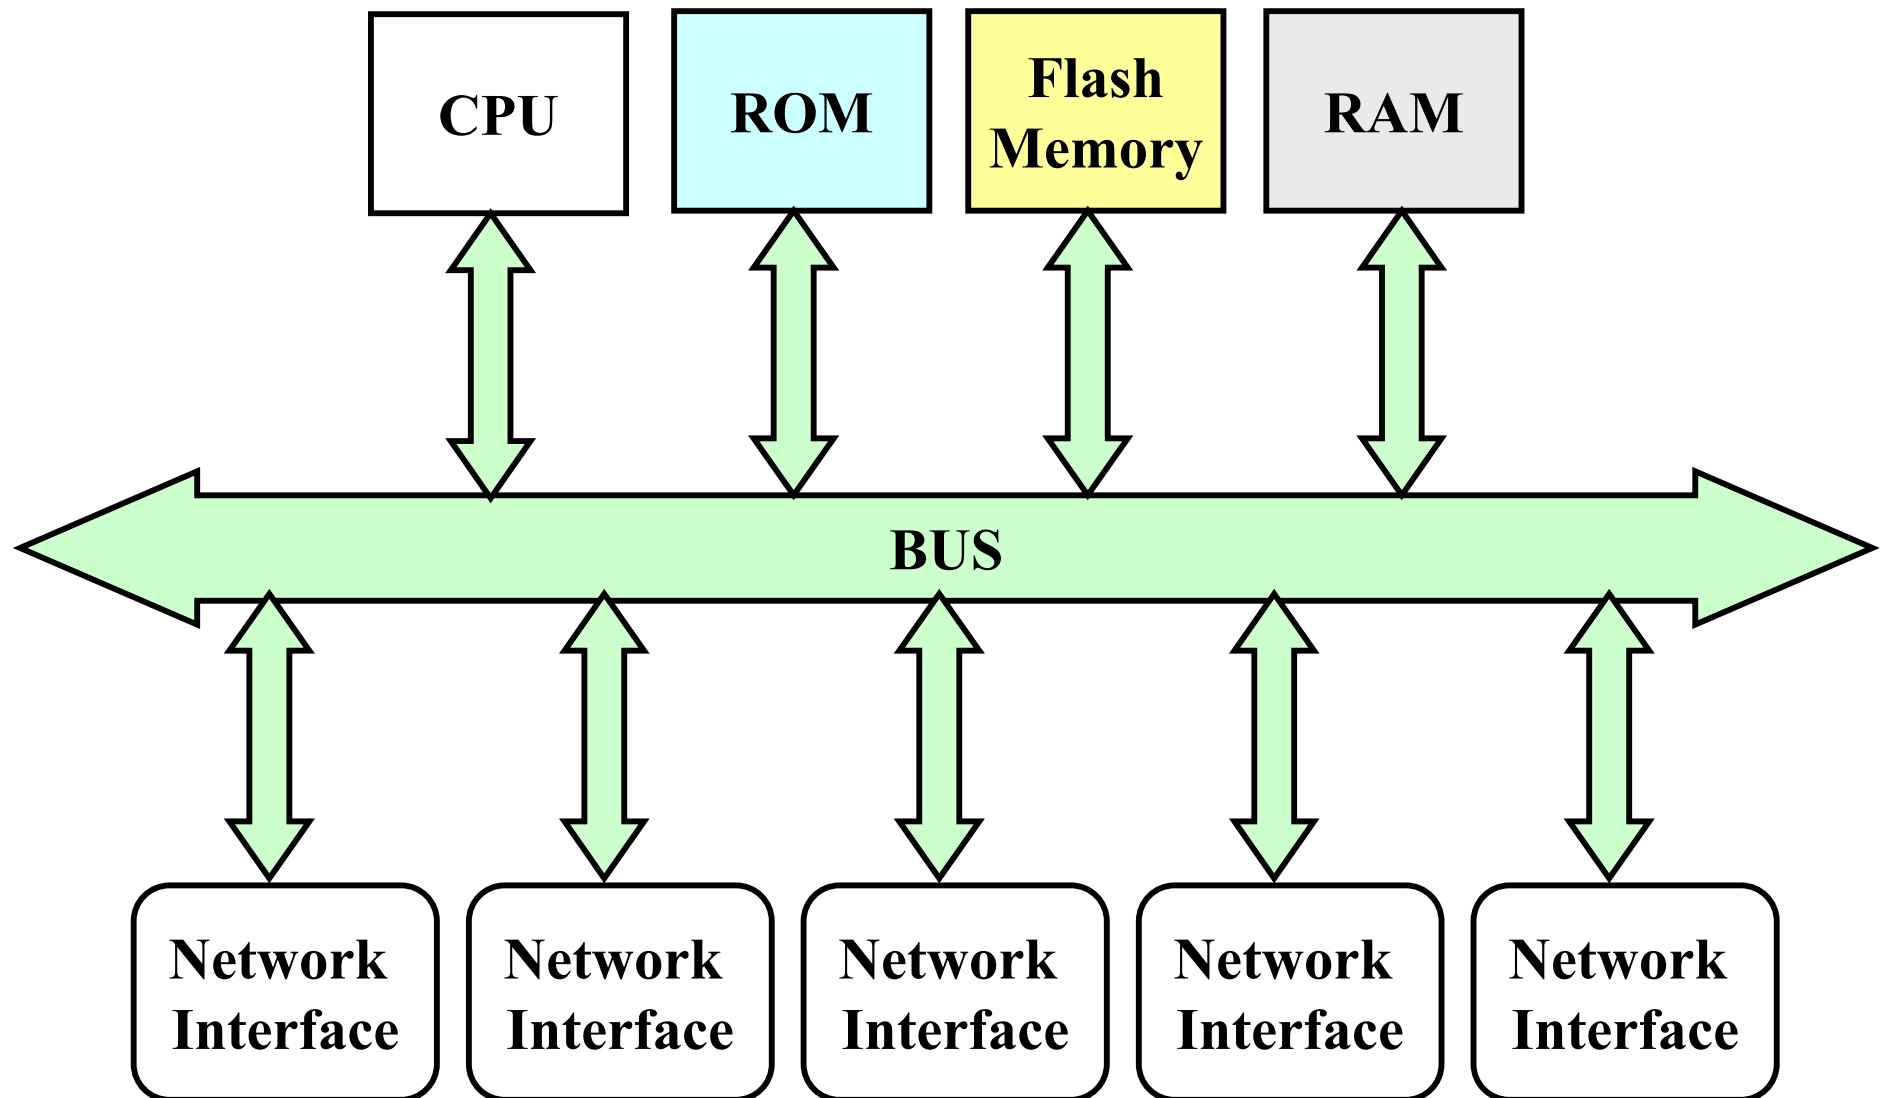 CPU
ROM
Flash
Memory
RAM
BUS
Network
Interface
Network
Interface
Network
Interface
Network
Interface
Network
Interface